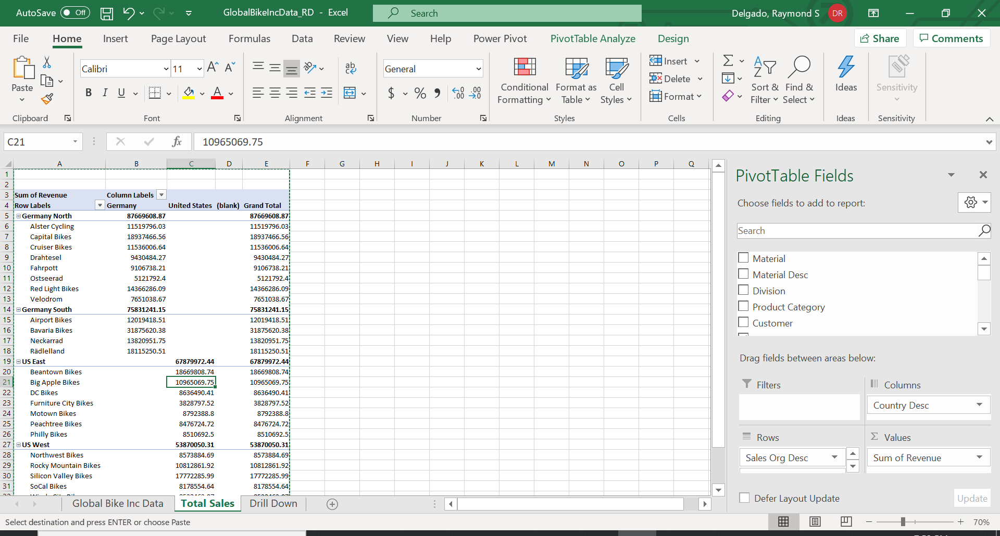 AutoSave Off GlobalBikeIncData_RD - Excel Search Delgado, Raymond S DR
File Home Insert Page Layout Formulas Data Review View Help Power Pivot PivotTable Analyze Design Share Comments
Paste
Calibri 11
B I U A
ab
General
$ % 9
Conditional Formatting
Format as Table
Cell Styles
Insert
Delete
Format
Sort & Filter
Find & Select
Ideas
Sensitivity
Clipboard Font Alignment Number Styles Cells Editing Ideas Sensitivity
C21 fx 10965069.75
A B C D E F G H I J K L M N O P Q
1
2
3 Sum of Revenue Column Labels
4 Row Labels Germany United States (blank) Grand Total
5 Germany North 87669608.87 87669608.87
6 Alster Cycling 11519796.03 11519796.03
7 Capital Bikes 18937466.56 18937466.56
8 Cruiser Bikes 11536006.64 11536006.64
9 Drahtesel 9430484.27 9430484.27
10 Fahrpott 9106738.21 9106738.21
11 Ostseerad 5121792.4 5121792.4
12 Red Light Bikes 14366286.09 14366286.09
13 Velodrom 7651038.67 7651038.67
14 Germany South 75831241.15 75831241.15
15 Airport Bikes 12019418.51 12019418.51
16 Bavaria Bikes 31875620.38 31875620.38
17 Neckarrad 13820951.75 13820951.75
18 Rädlelland 18115250.51 18115250.51
19 US East 67879972.44 67879972.44
20 Beantown Bikes 18669808.74 18669808.74
21 Big Apple Bikes 10965069.75 10965069.75
22 DC Bikes 8636490.41 8636490.41
23 Furniture City Bikes 3828797.52 3828797.52
24 Motown Bikes 8792388.8 8792388.8
25 Peachtree Bikes 8476724.72 8476724.72
26 Philly Bikes 8510692.5 8510692.5
27 US West 53870050.31 53870050.31
28 Northwest Bikes 8573884.69 8573884.69
29 Rocky Mountain Bikes 10812861.92 10812861.92
30 Silicon Valley Bikes 17772285.99 17772285.99
31 SoCal Bikes 8178554.64 8178554.64
PivotTable Fields
Choose fields to add to report:
Search
Material
Material Desc
Division
Product Category
Customer
Drag fields between areas below:
Filters
Columns
Country Desc
Rows
Sales Org Desc
Σ Values
Sum of Revenue
Defer Layout Update Update
Global Bike Inc Data Total Sales Drill Down
Select destination and press ENTER or choose Paste 70%